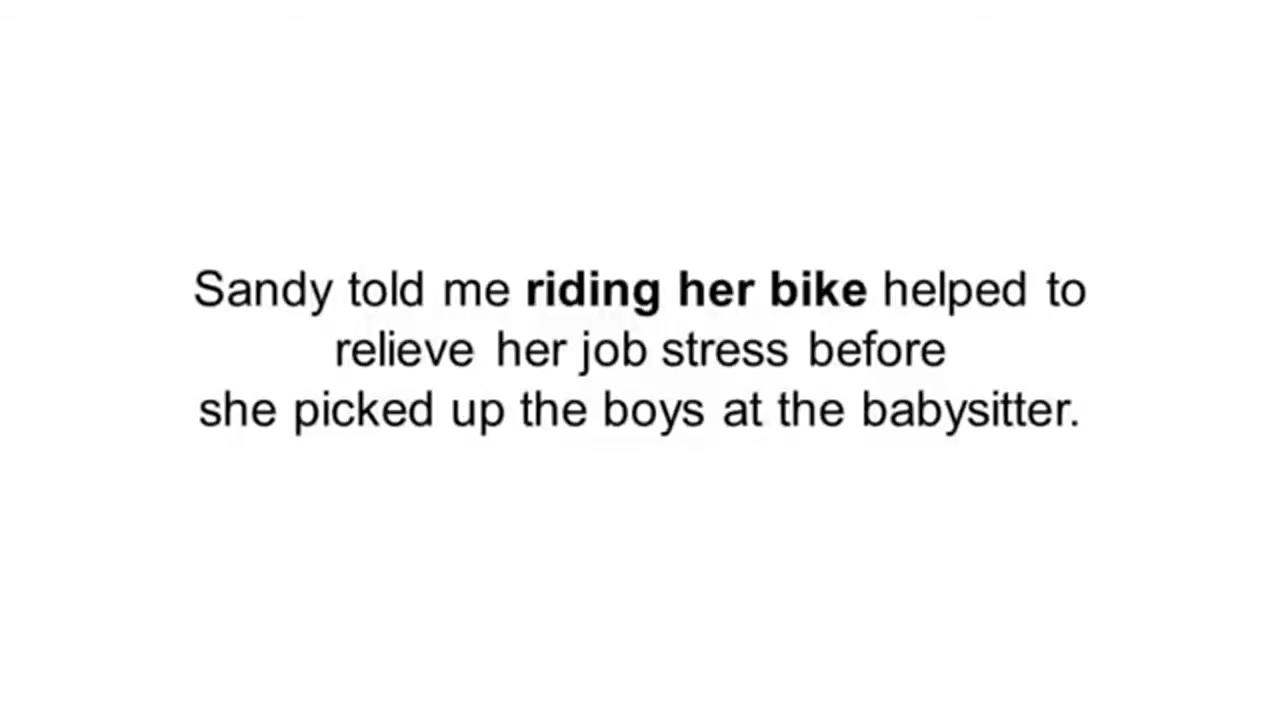 Sandy told me riding her bike helped to
relieve her job stress before
she picked up the boys at the babysitter.